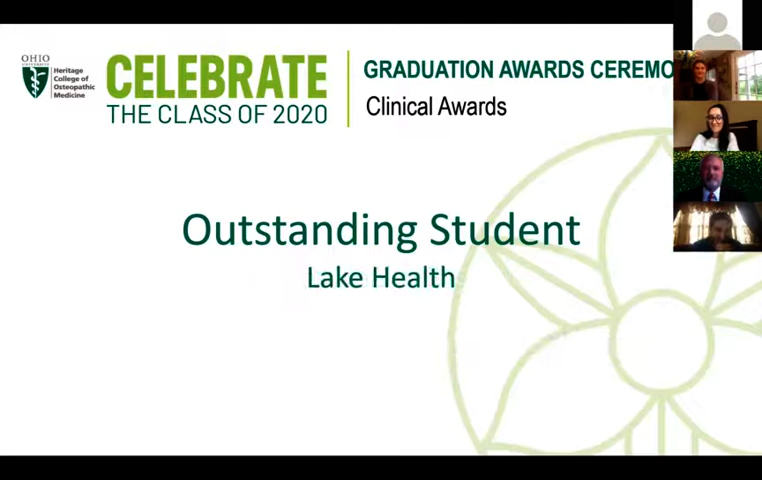 OHIO
UNIVERSITY
Heritage
College of
Osteopathic
Medicine
CELEBRATE
THE CLASS OF 2020
GRADUATION AWARDS CEREMO
Clinical Awards
Outstanding Student
Lake Health